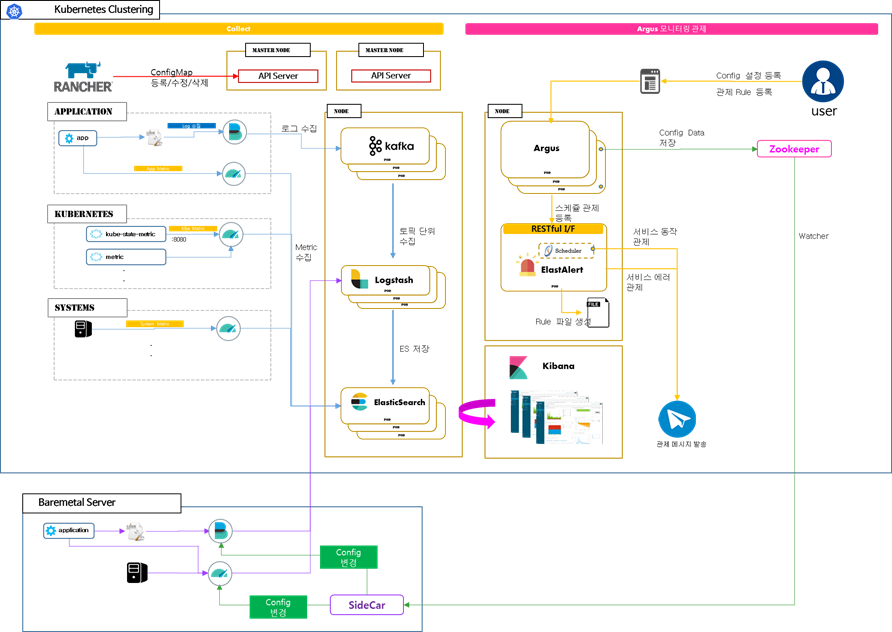 Kubernetes Clustering
Collect
Argus 모니터링 관제
MASTER NODE
API Server
MASTER NODE
API Server
RANCHER
ConfigMap
등록/수정/삭제
Config 설정 등록
관제 Rule 등록
user
APPLICATION
app
로그 수집
NODE
kafka
POD
POD
POD
NODE
Argus
POD
POD
POD
Config Data
저장
Zookeeper
KUBERNETES
kube-state-metric
:8080
metric
Metric
수집
토픽 단위
수집
스케쥴 관제
등록
RESTful I/F
Scheduler
ElastAlert
POD
서비스 동작
관제
서비스 에러
관제
Watcher
Logstash
POD
POD
POD
FILE
Rule 파일 생성
SYSTEMS
System Metric
ES 저장
ElasticSearch
POD
POD
POD
Kibana
관제 메시지 발송
Baremetal Server
application
Config
변경
Config
변경
SideCar